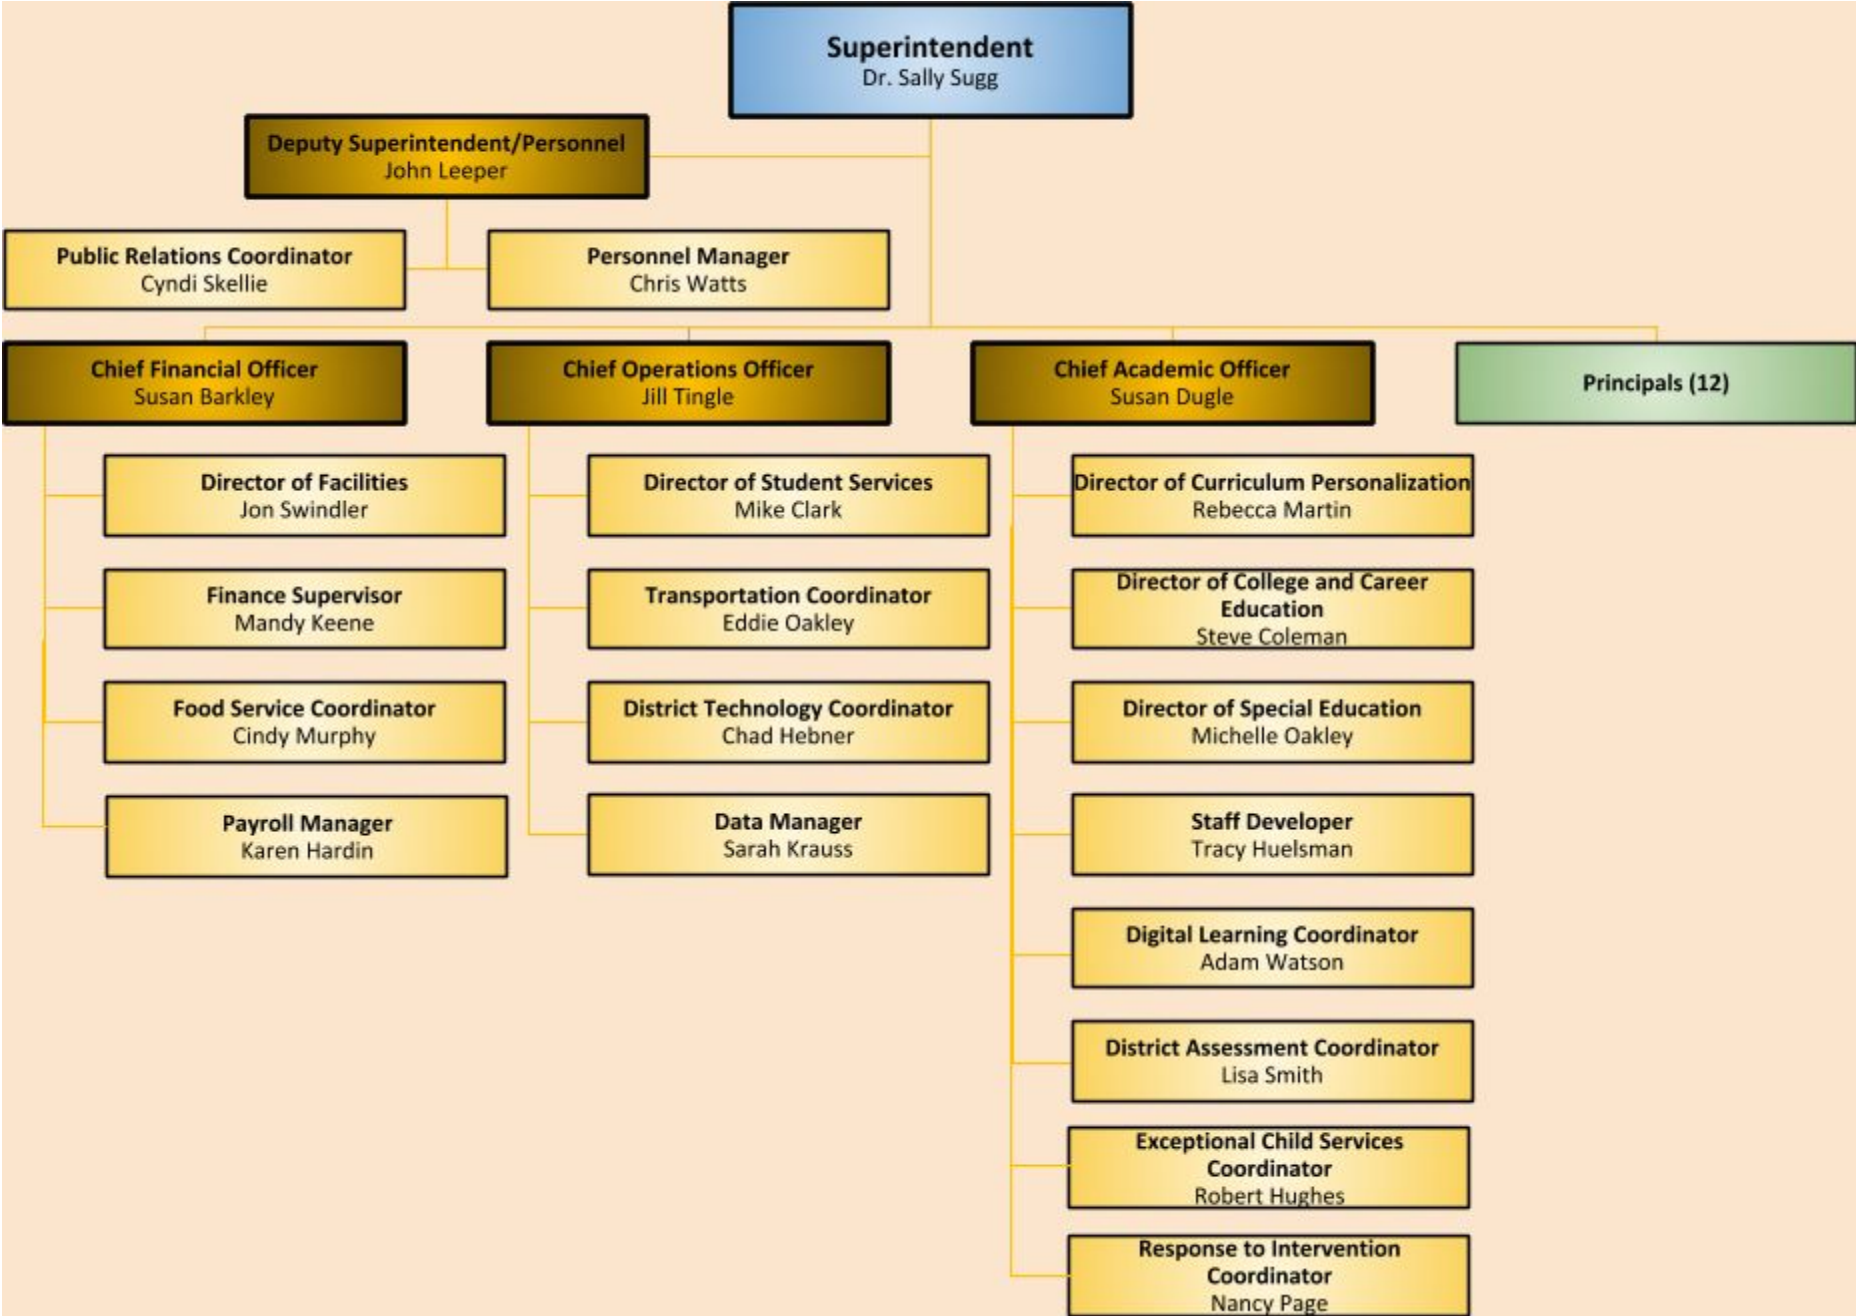 Superintendent
Dr. Sally Sugg
Deputy Superintendent/Personnel
John Leeper
Public Relations Coordinator
Cyndi Skellie
Personnel Manager
Chris Watts
Chief Financial Officer
Susan Barkley
Chief Operations Officer
Jill Tingle
Chief Academic Officer
Susan Dugle
Principals (12)
Director of Facilities
Jon Swindler
Finance Supervisor
Mandy Keene
Food Service Coordinator
Cindy Murphy
Payroll Manager
Karen Hardin
Director of Student Services
Mike Clark
Transportation Coordinator
Eddie Oakley
District Technology Coordinator
Chad Hebner
Data Manager
Sarah Krauss
Director of Curriculum Personalization
Rebecca Martin
Director of College and Career
Education
Steve Coleman
Director of Special Education
Michelle Oakley
Staff Developer
Tracy Huelsman
Digital Learning Coordinator
Adam Watson
District Assessment Coordinator
Lisa Smith
Exceptional Child Services
Coordinator
Robert Hughes
Response to Intervention
Coordinator
Nancy Page